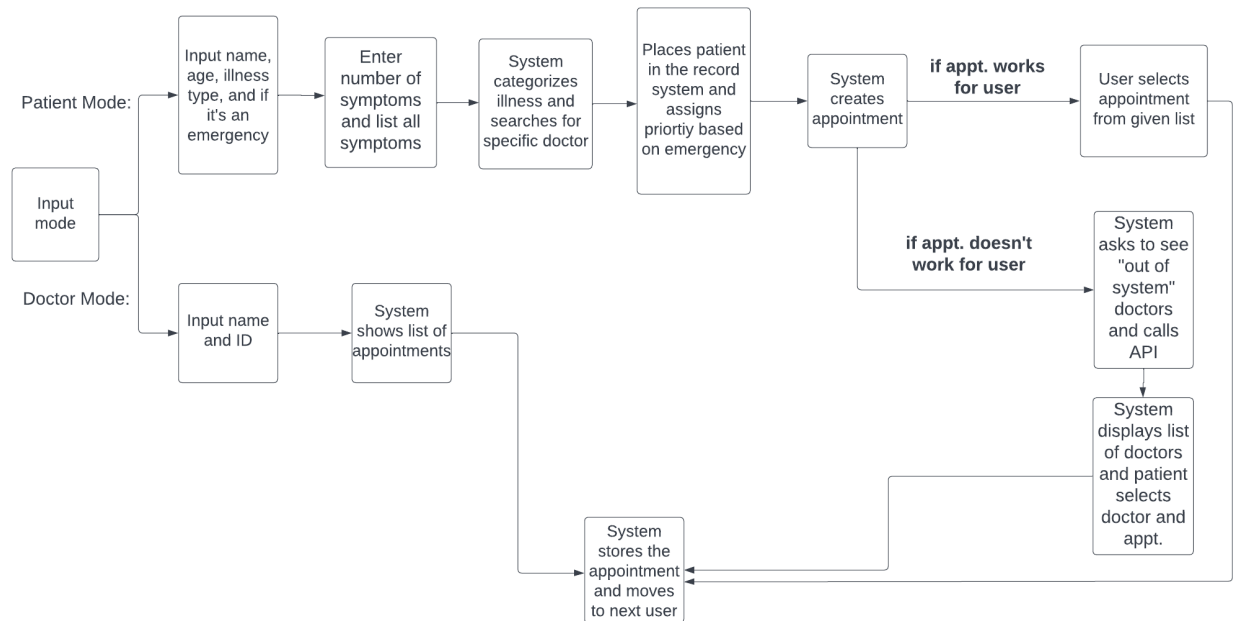 Patient Mode:
Input name,
age, illness
type, and if
it's an
emergency
Enter
number of
symptoms
and list all
symptoms
System
categorizes
illness and
searches for
specific doctor
Places patient
in the record
system and
assigns
priortiy based
on emergency
System
creates
appointment
if appt. works
for user
User selects
appointment
from given list
Input
mode
if appt. doesn't
work for user
System
asks to see
"out of
system"
doctors
and calls
API
Doctor Mode:
Input name
and ID
System
shows list of
appointments
System
displays list
of doctors
and patient
selects
doctor and
appt.
System
stores the
appointment
and moves
to next user